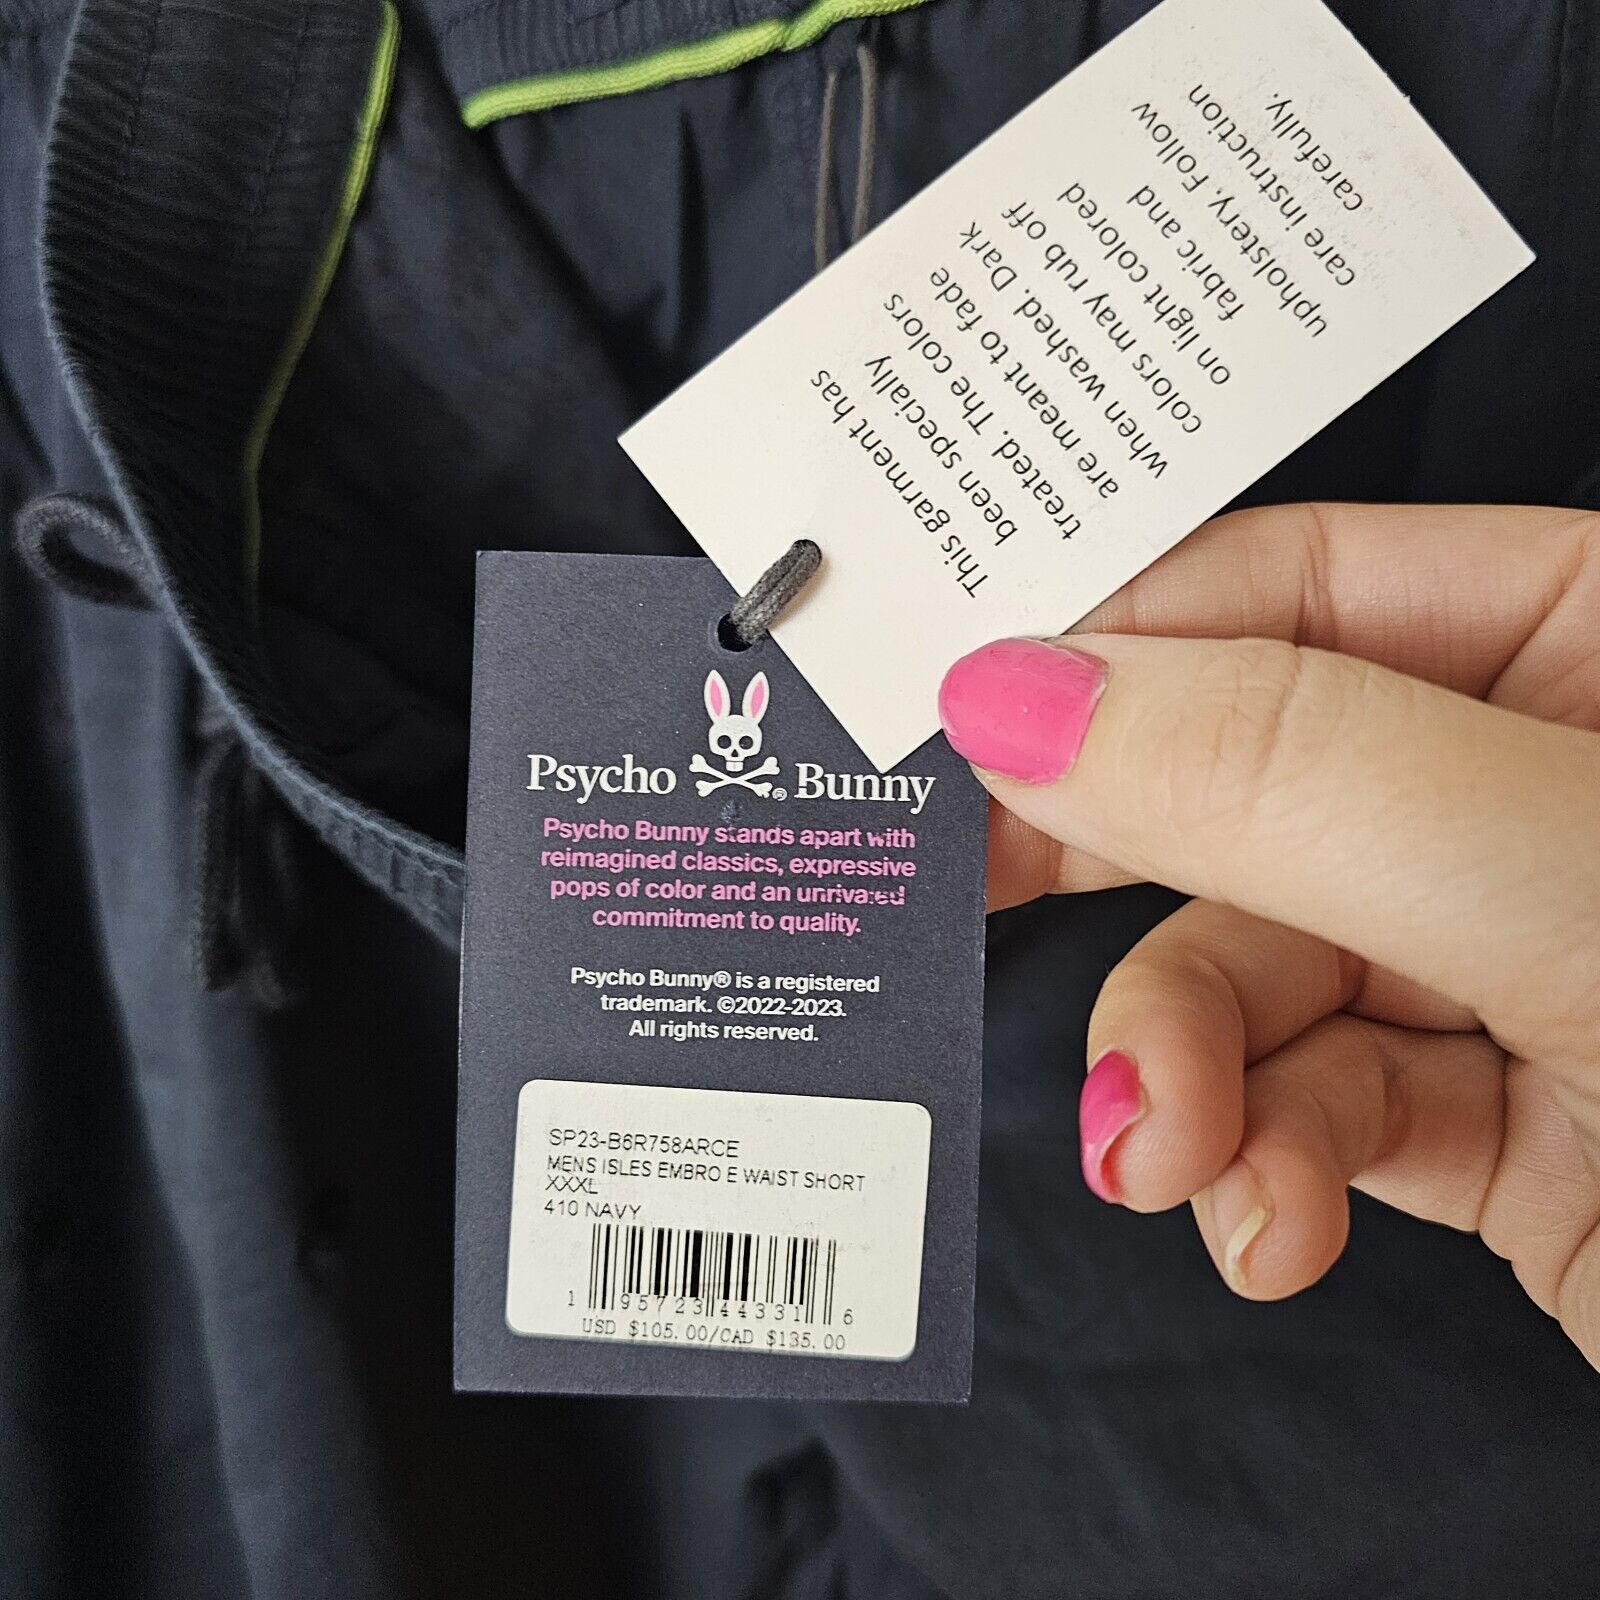 This garment has
been specially
treated. The colors
are meant to fade
when washed. Dark
colors may rub off
on light colored
fabric and
upholstery. Follow
care instruction
carefully.
Psycho ® Bunny
Psycho Bunny stands apart with
reimagined classics, expressive
pops of color and an unrivaled
commitment to quality.
Psycho Bunny® is a registered
trademark. ©2022-2023.
All rights reserved.
SP23-B6R758ARCE
MENS ISLES EMBRO E WAIST SHORT
XXXL
410 NAVY
1 95723 44331 6
USD $105.00/CAD $135.00